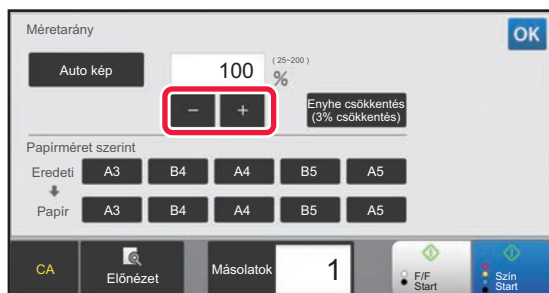 Méretarány
OK
Auto kép
100
(25~200)
%
− +
Enyhe csökkentés
(3% csökkentés)
Papírméret szerint
Eredeti A3 B4 A4 B5 A5
Papír A3 B4 A4 B5 A5
CA
Előnézet
Másolatok
1
F/F
Start
Szín
Start